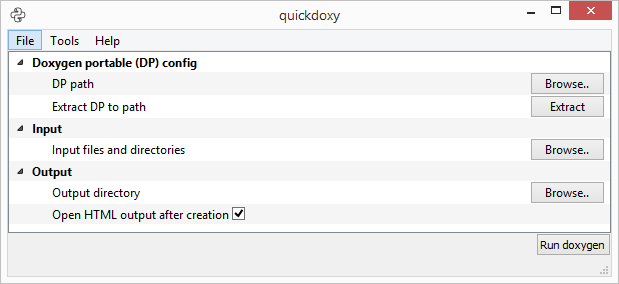 quickdoxy
File Tools Help
Doxygen portable (DP) config
DP path Browse..
Extract DP to path Extract
Input
Input files and directories Browse..
Output
Output directory Browse..
Open HTML output after creation
Run doxygen